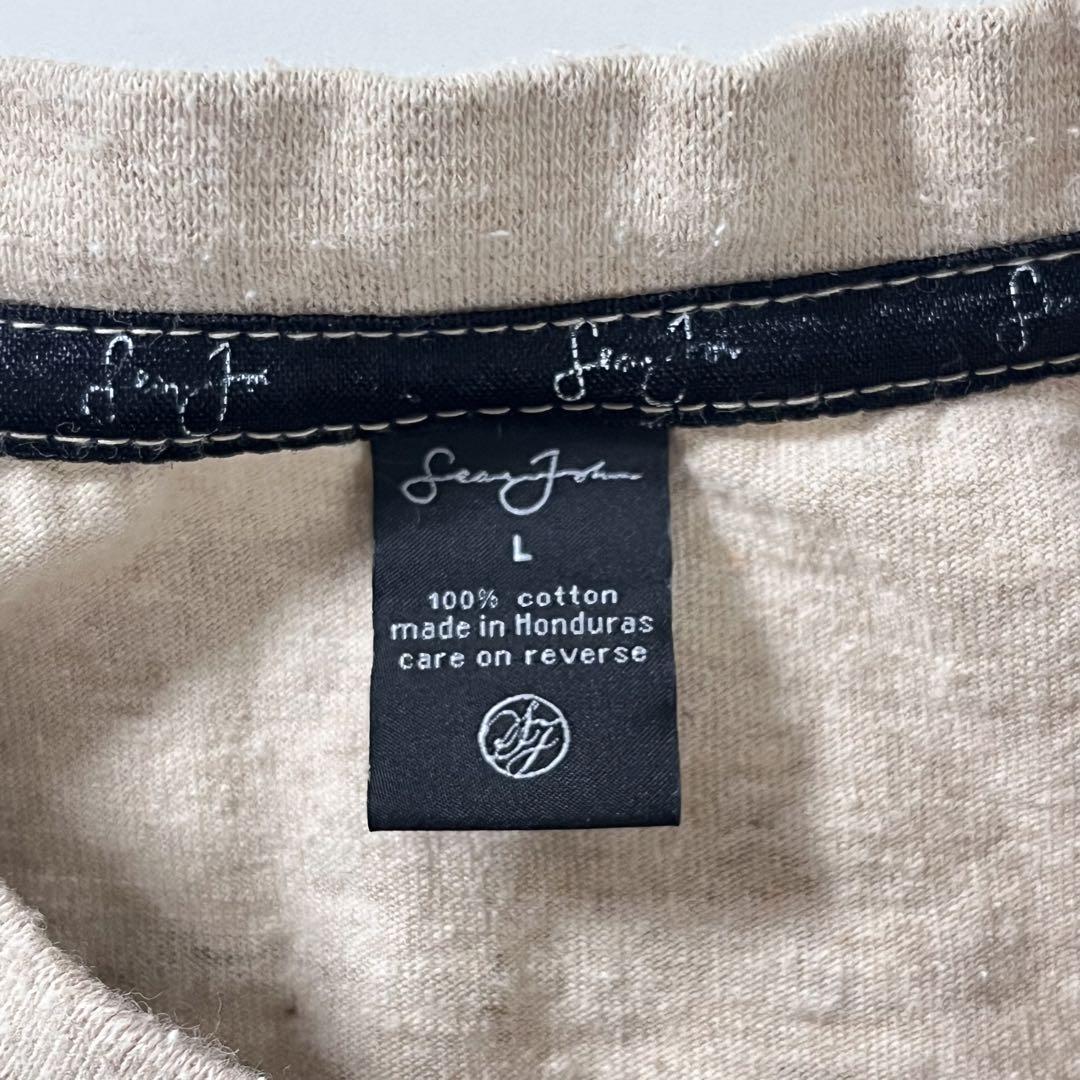 Sean John
Sean John
Sean John
L
100% cotton
made in Honduras
care on reverse
SJ